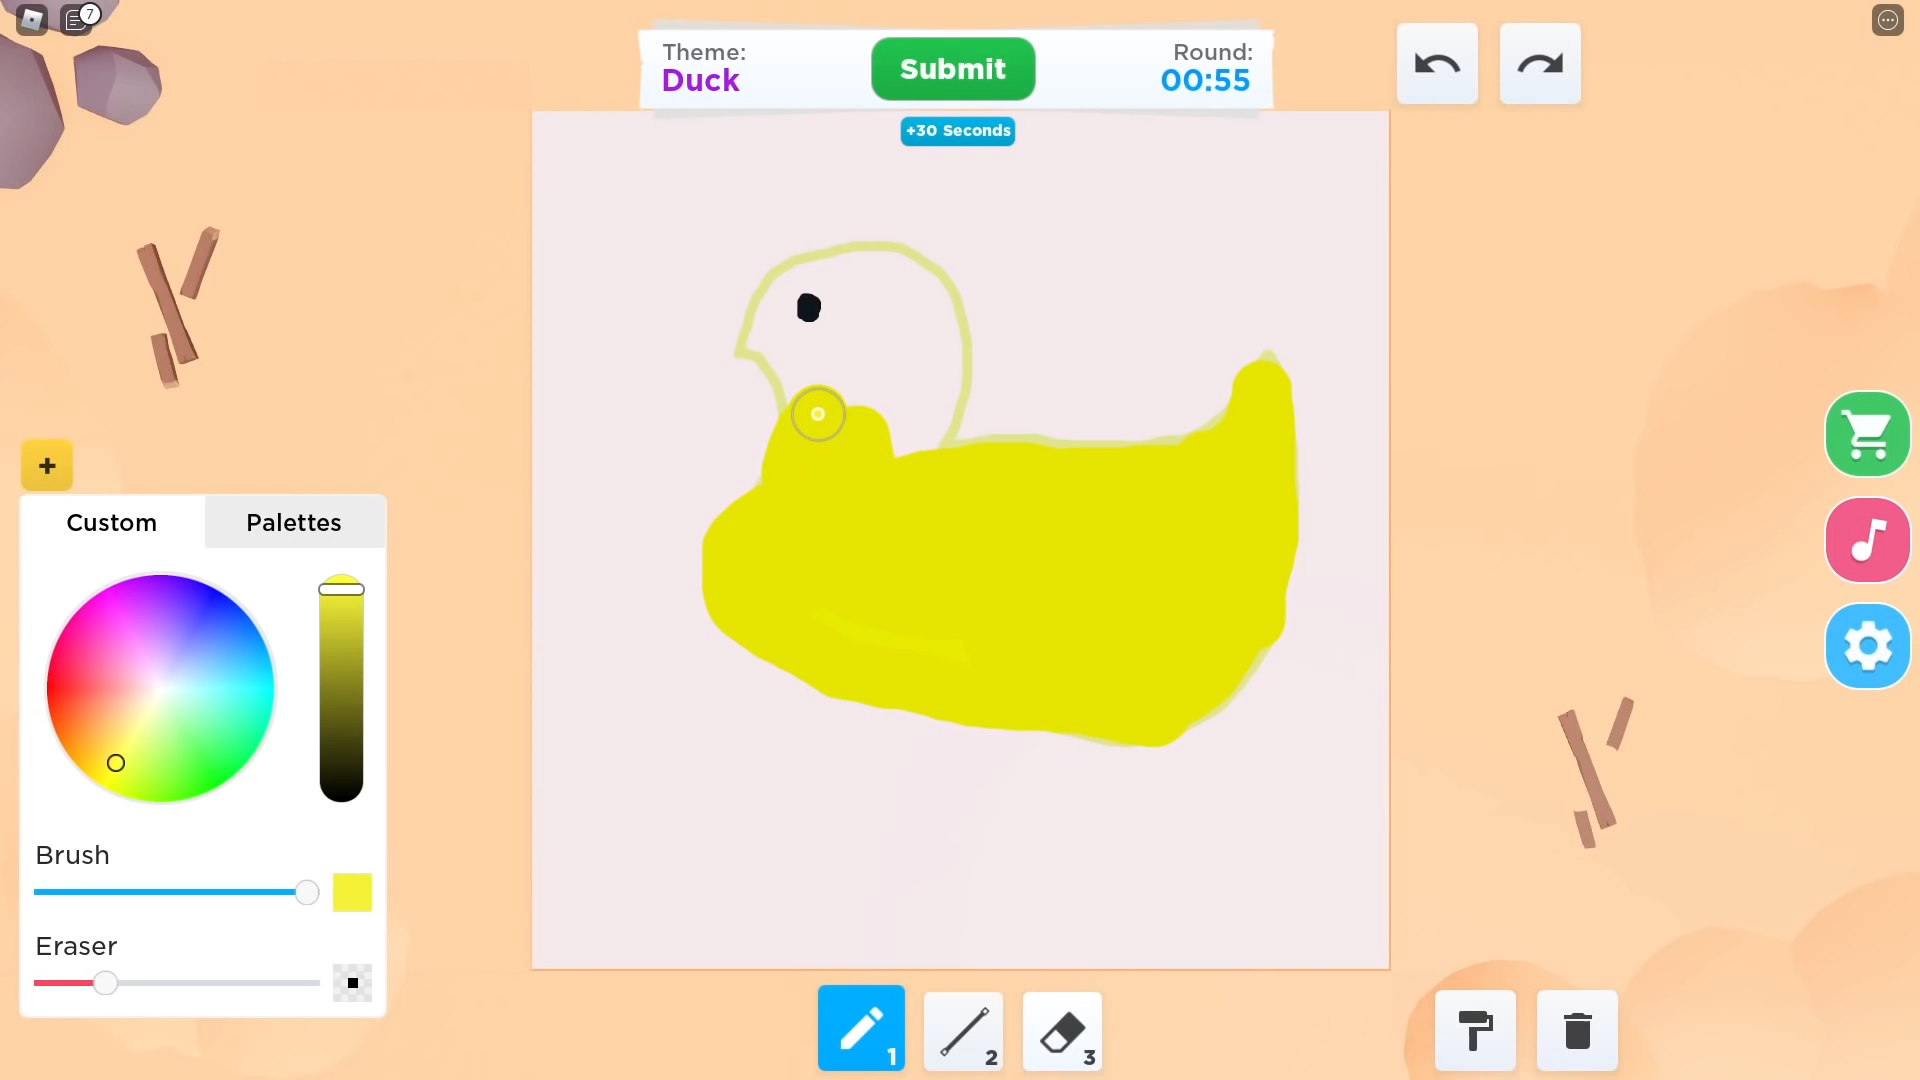 7
Theme:
Duck
Submit
Round:
00:55
+30 Seconds
+
Custom
Palettes
Brush
Eraser
1
2
3